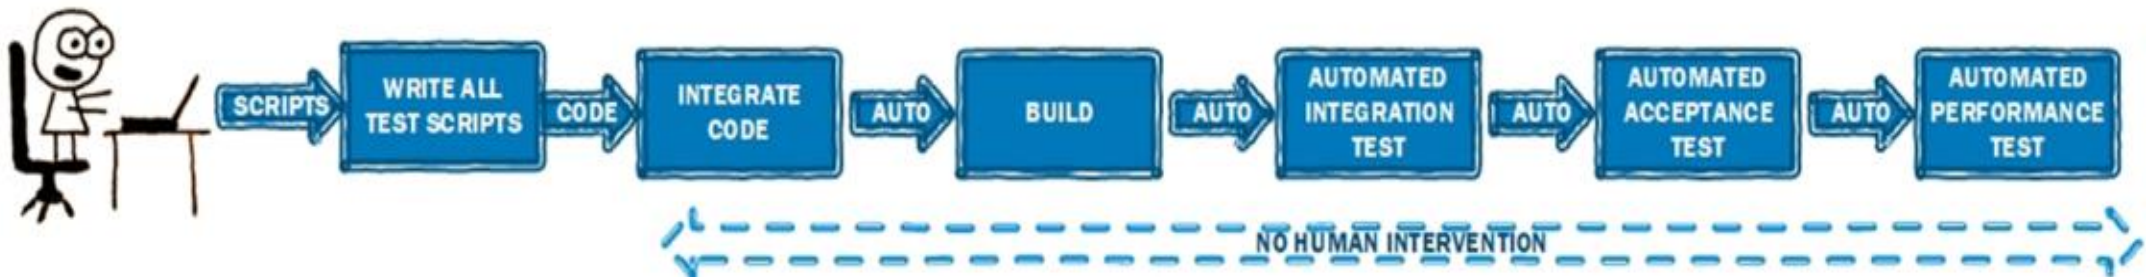 SCRIPTS
WRITE ALL
TEST SCRIPTS
CODE
INTEGRATE
CODE
AUTO
BUILD
AUTO
AUTOMATED
INTEGRATION
TEST
AUTO
AUTOMATED
ACCEPTANCE
TEST
AUTO
AUTOMATED
PERFORMANCE
TEST
NO HUMAN INTERVENTION